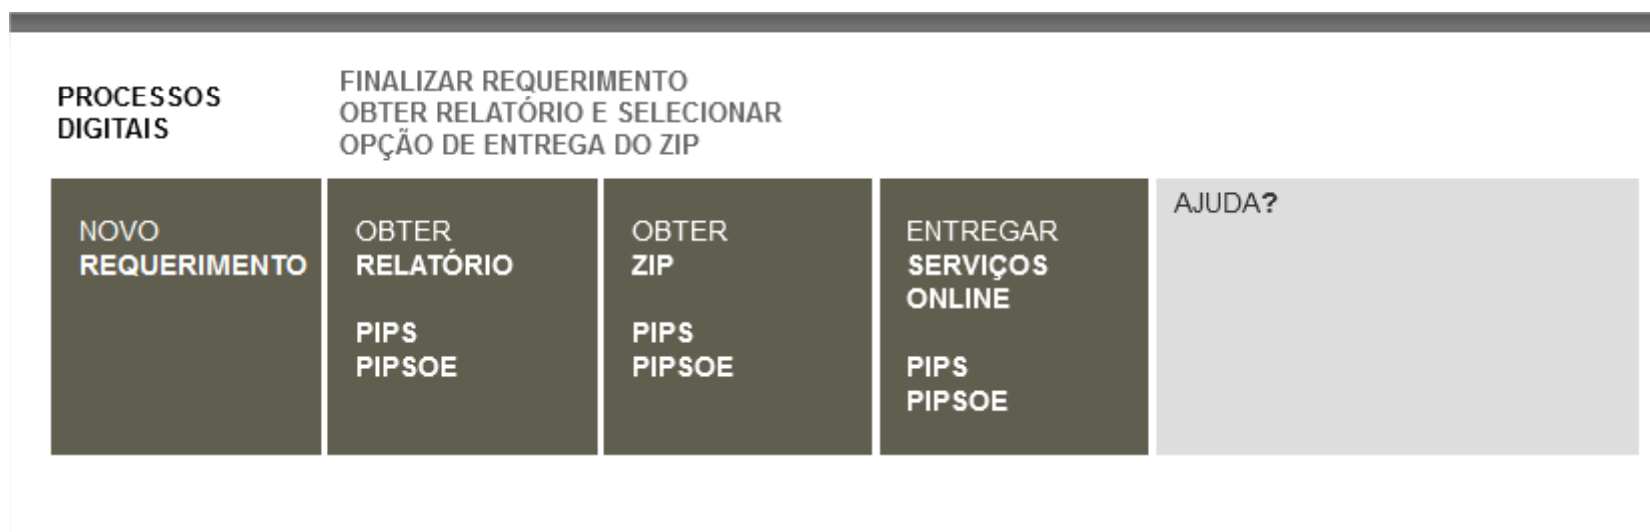 PROCESSOS
DIGITAIS
FINALIZAR REQUERIMENTO
OBTER RELATÓRIO E SELECIONAR
OPÇÃO DE ENTREGA DO ZIP
NOVO
REQUERIMENTO
OBTER
RELATÓRIO
PIPS
PIPSOE
OBTER
ZIP
PIPS
PIPSOE
ENTREGAR
SERVIÇOS
ONLINE
PIPS
PIPSOE
AJUDA?